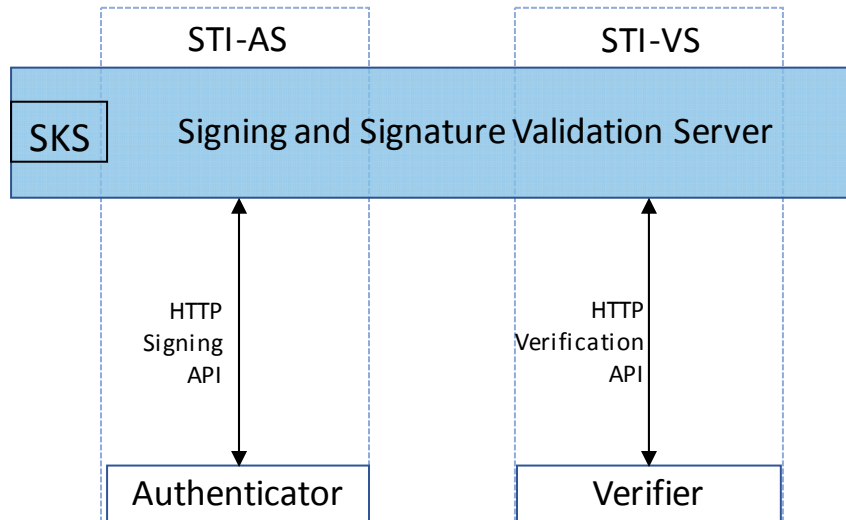 STI-AS
STI-VS
SKS
Signing and Signature Validation Server
HTTP
Signing
API
HTTP
Verification
API
Authenticator
Verifier